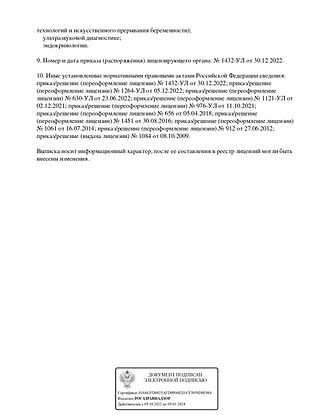 технологий и искусственного прерывания беременности);
ультразвуковой диагностике;
эндокринологии.
9. Номер и дата приказа (распоряжения) лицензирующего органа: № 1432-УЛ от 30.12.2022.
10. Иные установленные нормативными правовыми актами Российской Федерации сведения:
приказ/решение (переоформление лицензии) № 1432-УЛ от 30.12.2022; приказ/решение
(переоформление лицензии) № 1264-УЛ от 05.12.2022; приказ/решение (переоформление
лицензии) № 630-УЛ от 23.06.2022; приказ/решение (переоформление лицензии) № 1121-УЛ от
02.12.2021; приказ/решение (переоформление лицензии) № 976-УЛ от 11.10.2021;
приказ/решение (переоформление лицензии) № 656 от 05.04.2018; приказ/решение
(переоформление лицензии) № 1451 от 30.08.2016; приказ/решение (переоформление лицензии)
№ 1061 от 16.07.2014; приказ/решение (переоформление лицензии) № 912 от 27.06.2012;
приказ/решение (выдача лицензии) № 1084 от 08.10.2009.
Выписка носит информационный характер, после ее составления в реестр лицензий могли быть
внесены изменения.
ДОКУМЕНТ ПОДПИСАН
ЭЛЕКТРОННОЙ ПОДПИСЬЮ
Сертификат
Владелец РОСЗДРАВНАДЗОР
Действителен с 05.10.2022 по 05.01.2024